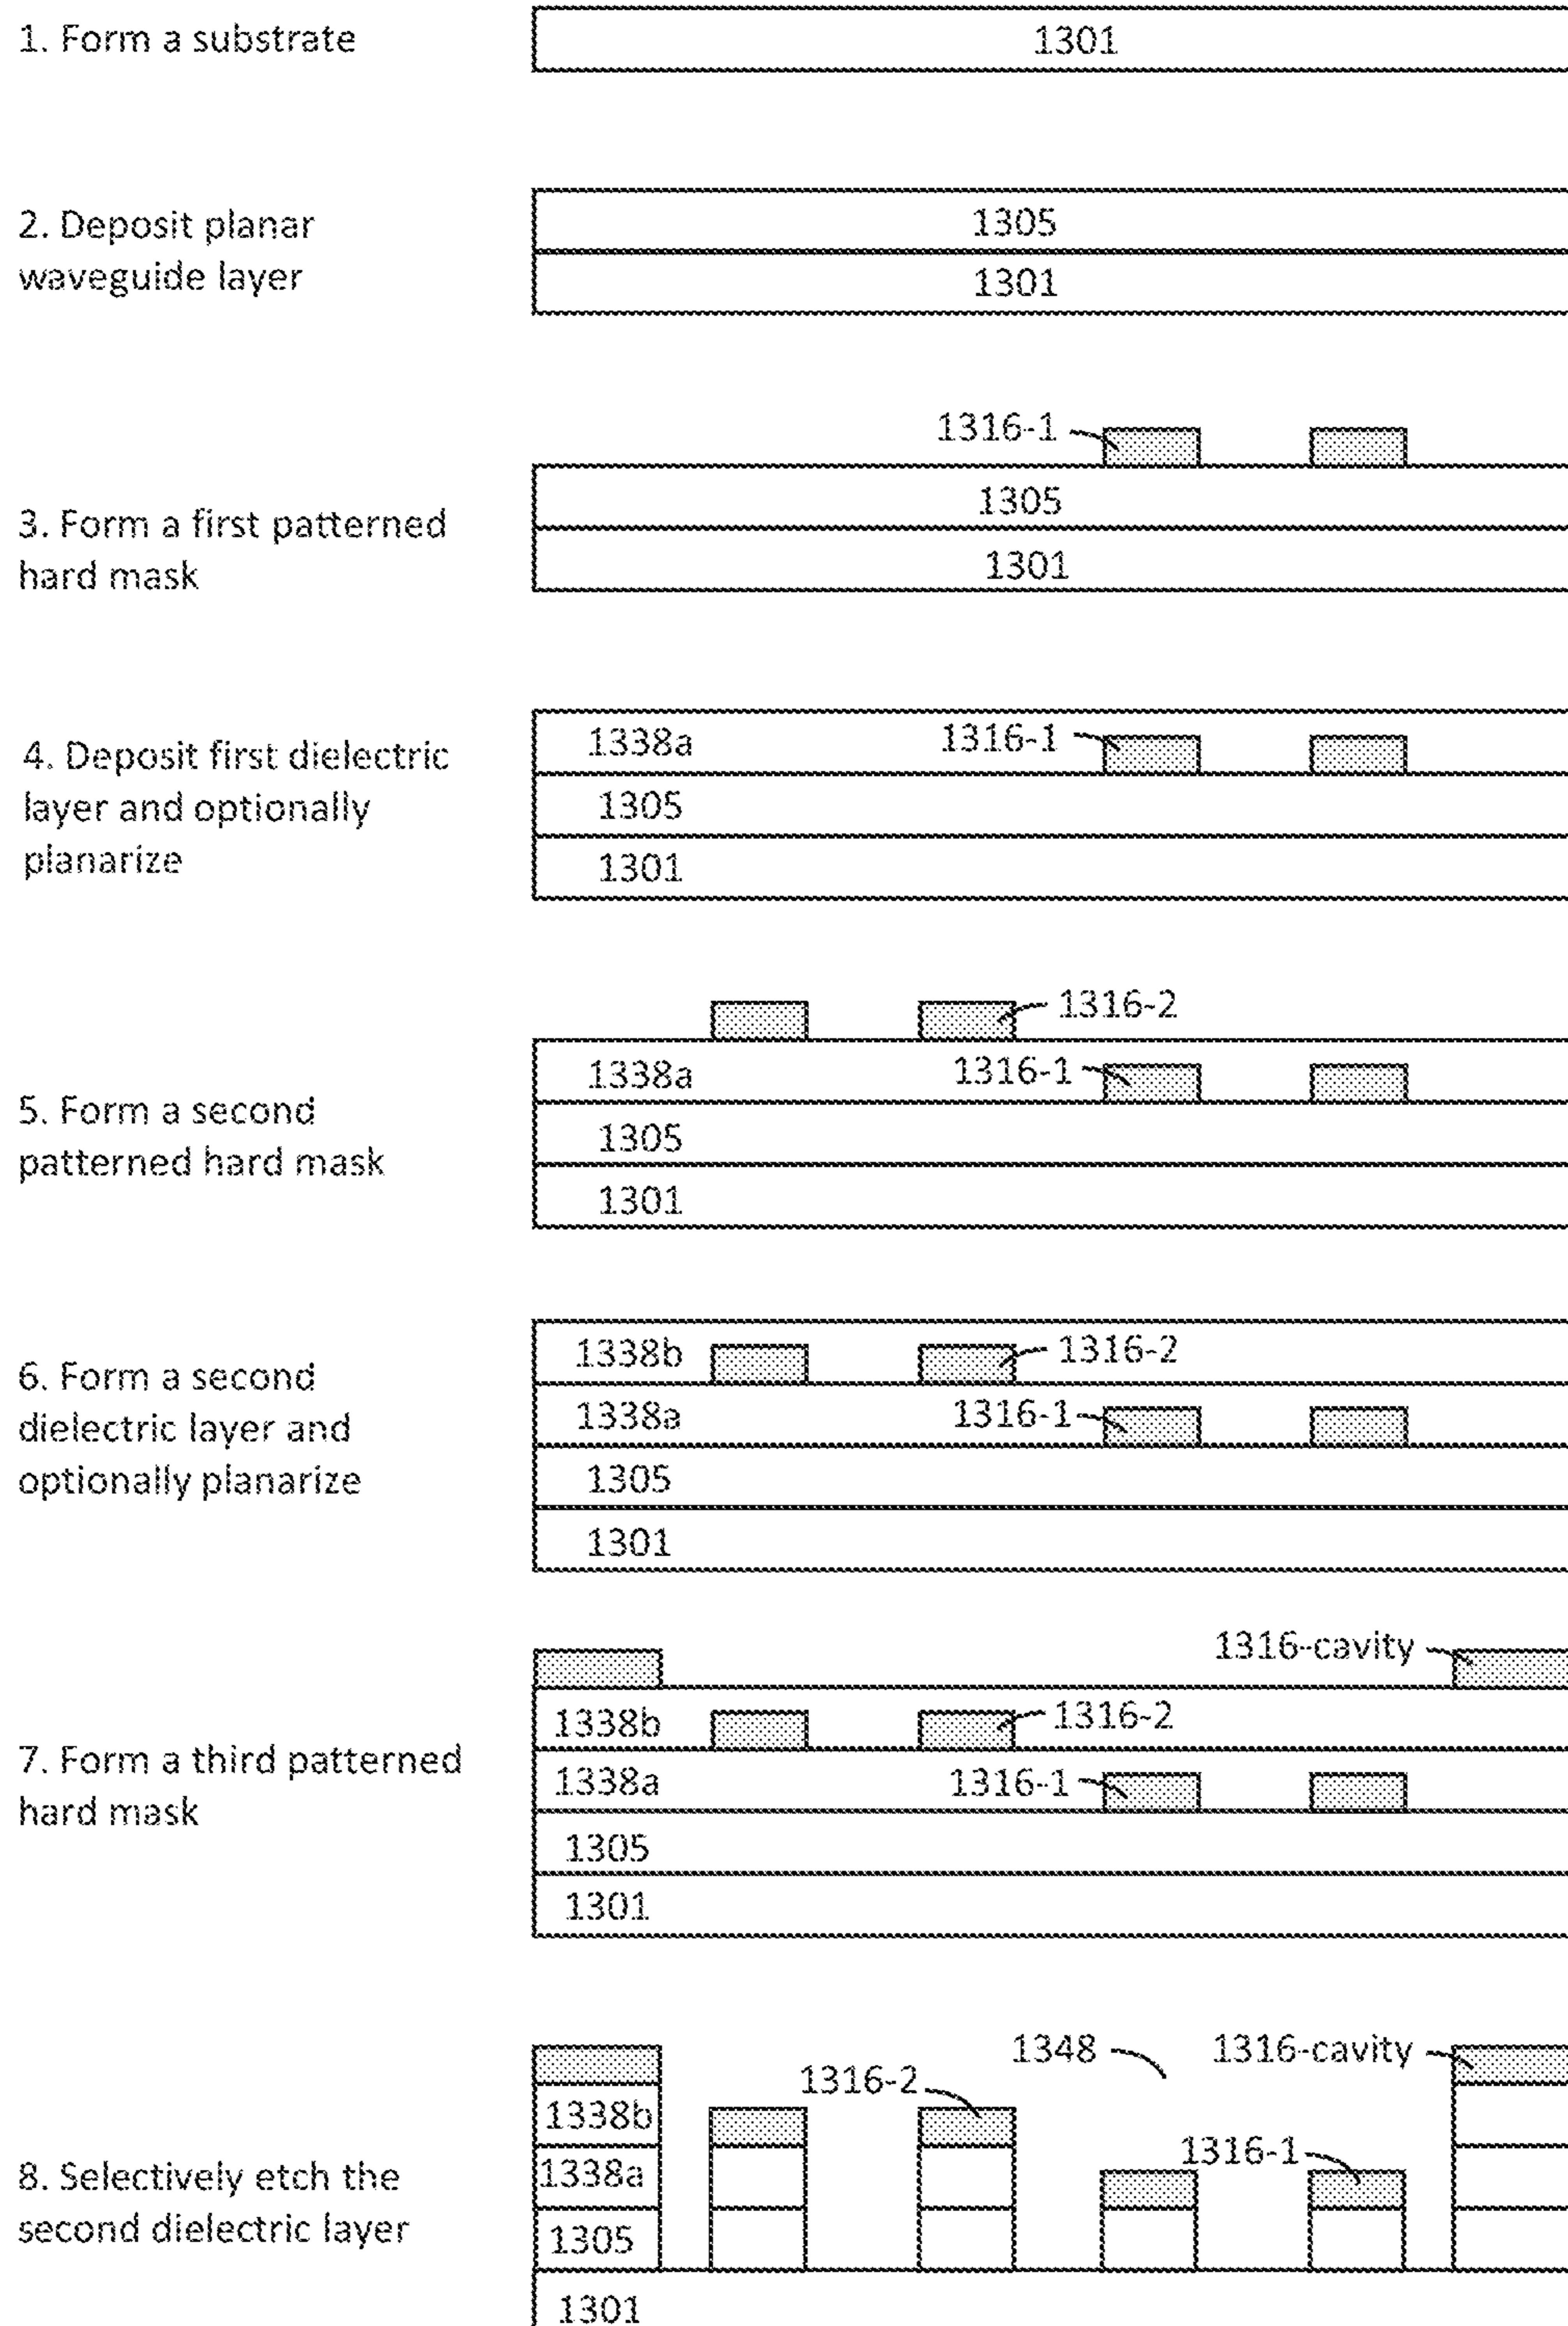 1. Form a substrate
1301
2. Deposit planar
waveguide layer
1305
1301
1316-1
3. Form a first patterned
hard mask
1305
1301
4. Deposit first dielectric
layer and optionally
planarize
1338a
1316-1
1305
1301
5. Form a second
patterned hard mask
1316-2
1338a
1316-1
1305
1301
6. Form a second
dielectric layer and
optionally planarize
1338b
1316-2
1338a
1316-1
1305
1301
7. Form a third patterned
hard mask
1316-cavity
1338b
1316-2
1338a
1316-1
1305
1301
8. Selectively etch the
second dielectric layer
1348
1316-cavity
1316-2
1338b
1316-1
1338a
1305
1301